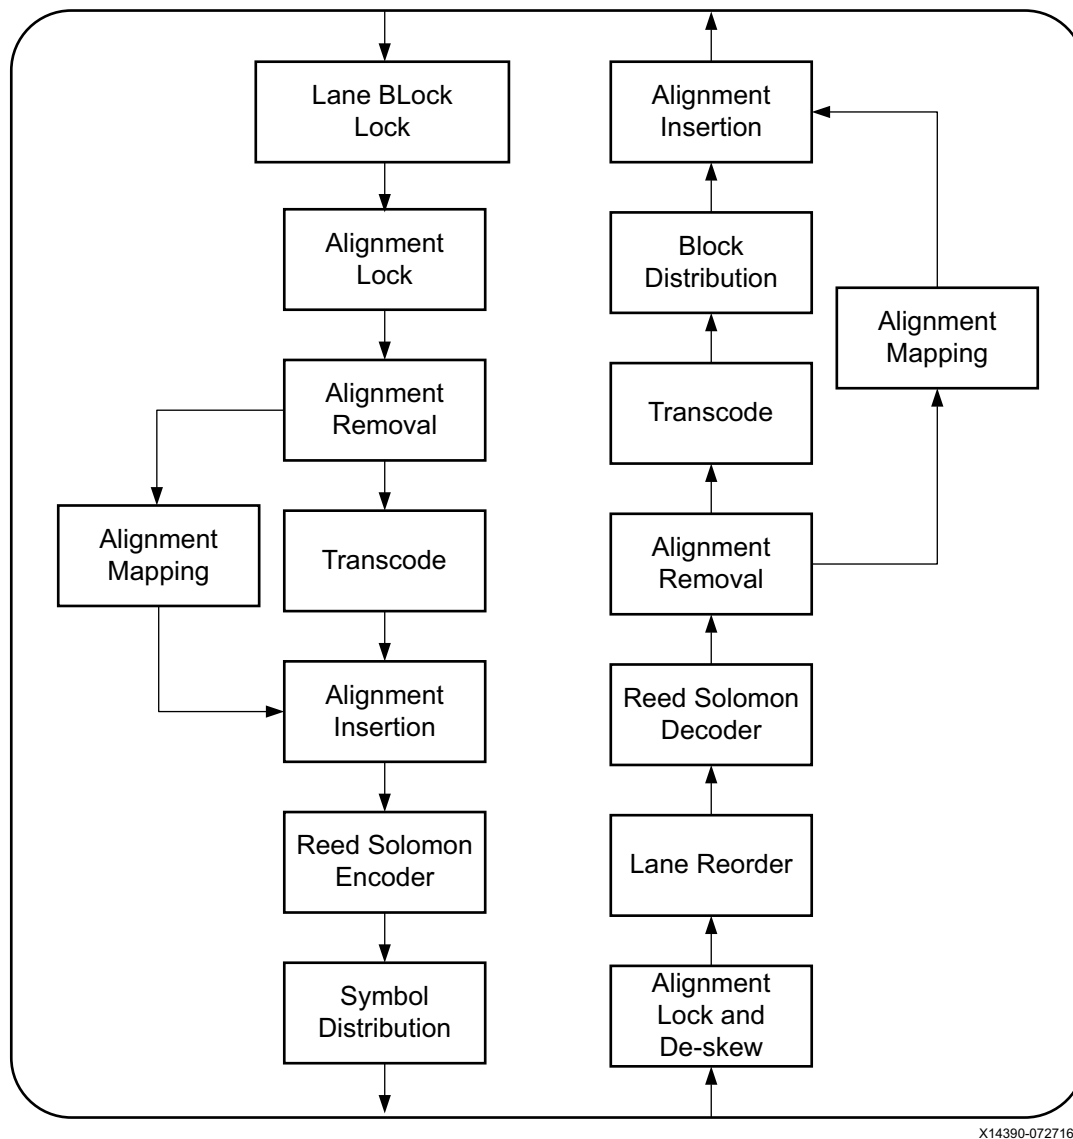 Lane BLock
Lock
Alignment
Lock
Alignment
Removal
Alignment
Mapping
Transcode
Alignment
Insertion
Reed Solomon
Encoder
Symbol
Distribution
Alignment
Insertion
Block
Distribution
Alignment
Mapping
Transcode
Alignment
Removal
Reed Solomon
Decoder
Lane Reorder
Alignment
Lock and
De-skew
X14390-072716